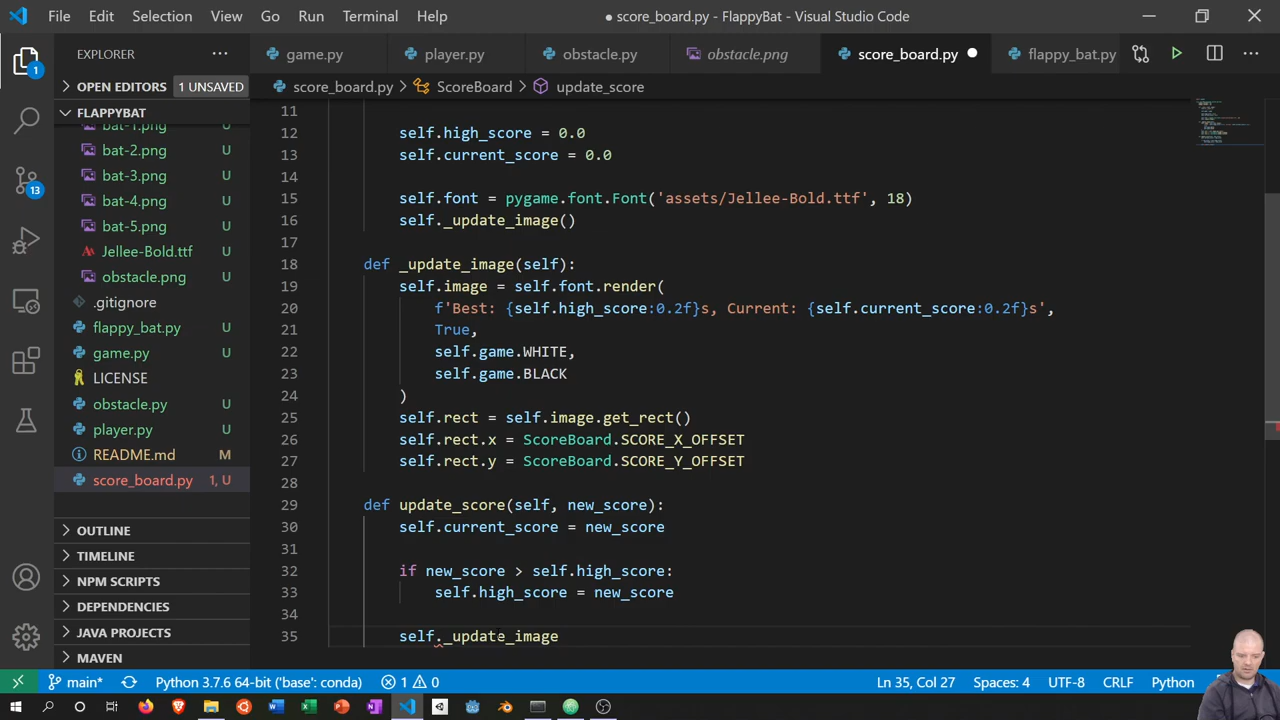 File Edit Selection View Go Run Terminal Help
● score_board.py - FlappyBat - Visual Studio Code
EXPLORER ···
game.py player.py obstacle.py obstacle.png score_board.py ● flappy_bat.py ···
1
OPEN EDITORS 1 UNSAVED
score_board.py > ScoreBoard > update_score
FLAPPYBAT
bat-1.png U
bat-2.png U
bat-3.png U
bat-4.png U
bat-5.png U
Jellee-Bold.ttf U
obstacle.png U
.gitignore
flappy_bat.py U
game.py U
LICENSE
obstacle.py U
player.py U
README.md M
score_board.py 1, U
OUTLINE
TIMELINE
NPM SCRIPTS
DEPENDENCIES
JAVA PROJECTS
MAVEN
13
11
12 self.high_score = 0.0
13 self.current_score = 0.0
14
15 self.font = pygame.font.Font('assets/Jellee-Bold.ttf', 18)
16 self._update_image()
17
18 def _update_image(self):
19 self.image = self.font.render(
20 f'Best: {self.high_score:0.2f}s, Current: {self.current_score:0.2f}s',
21 True,
22 self.game.WHITE,
23 self.game.BLACK
24 )
25 self.rect = self.image.get_rect()
26 self.rect.x = ScoreBoard.SCORE_X_OFFSET
27 self.rect.y = ScoreBoard.SCORE_Y_OFFSET
28
29 def update_score(self, new_score):
30 self.current_score = new_score
31
32 if new_score > self.high_score:
33 self.high_score = new_score
34
35 self._update_image
main* Python 3.7.6 64-bit ('base': conda) 1 0 Ln 35, Col 27 Spaces: 4 UTF-8 CRLF Python